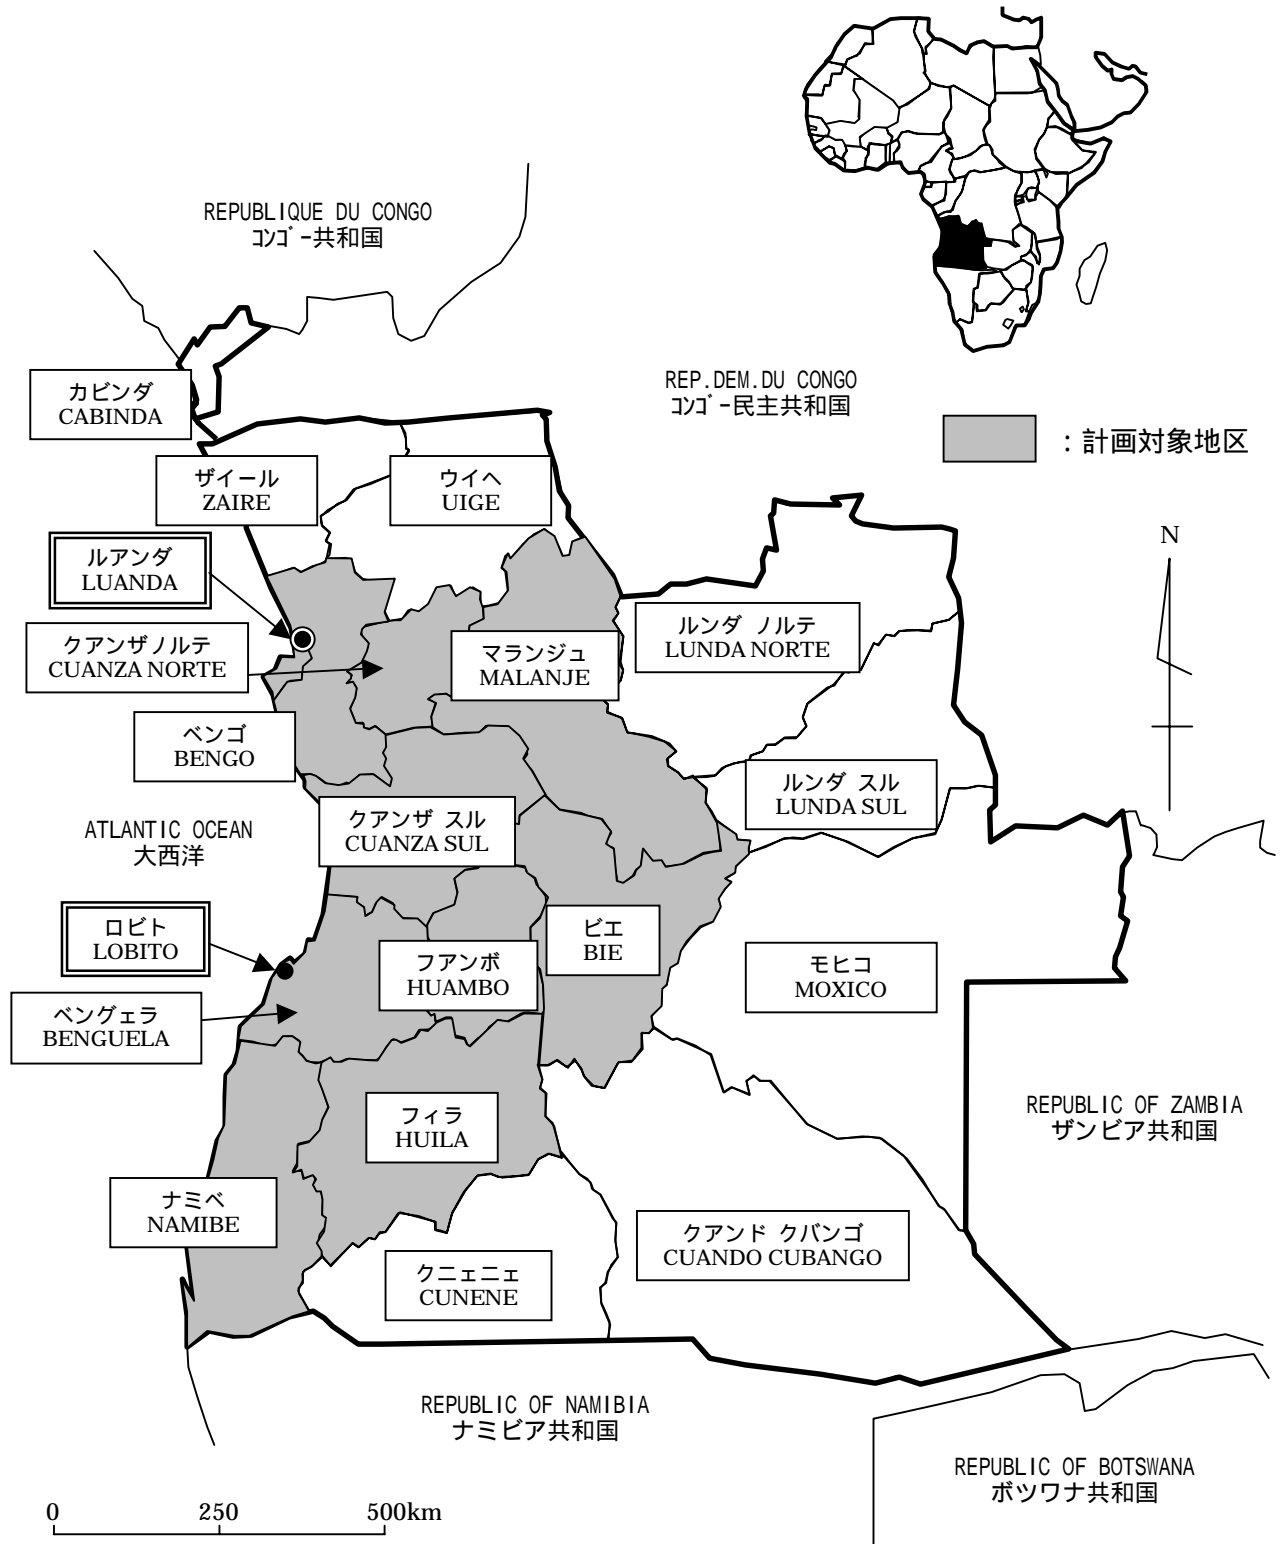 REPUBLIQUE DU CONGO
コンゴー共和国
REP.DEM.DU CONGO
コンゴー民主共和国
カビンダ
CABINDA
：計画対象地区
ザイール
ZAIRE
ウイヘ
UIGE
N
ルアンダ
LUANDA
クアンザノルテ
CUANZA NORTE
マランジュ
MALANJE
ルンダ ノルテ
LUNDA NORTE
ベンゴ
BENGO
ルンダ スル
LUNDA SUL
クアンザ スル
CUANZA SUL
ATLANTIC OCEAN
大西洋
ロビト
LOBITO
ビエ
BIE
フアンボ
HUAMBO
モヒコ
MOXICO
ベングェラ
BENGUELA
フィラ
HUILA
REPUBLIC OF ZAMBIA
ザンビア共和国
ナミベ
NAMIBE
クアンド クバンゴ
CUANDO CUBANGO
クニェニェ
CUNENE
REPUBLIC OF NAMIBIA
ナミビア共和国
REPUBLIC OF BOTSWANA
ボツワナ共和国
0 250 500km